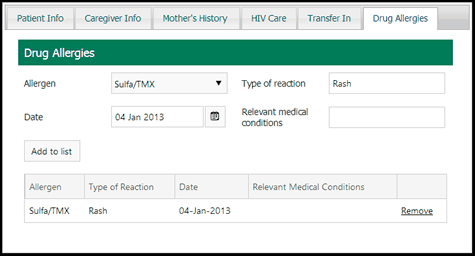 Patient Info Caregiver Info Mother's History HIV Care Transfer In Drug Allergies
Drug Allergies
Allergen Sulfa/TMX Type of reaction Rash
Date 04 Jan 2013 Relevant medical conditions
Add to list
Allergen Type of Reaction Date Relevant Medical Conditions
Sulfa/TMX Rash 04-Jan-2013 Remove